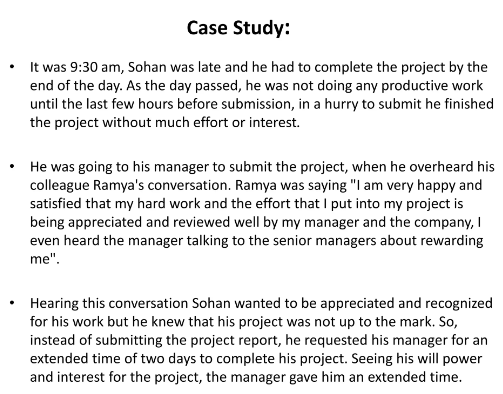 Case Study:
• It was 9:30 am, Sohan was late and he had to complete the project by the
end of the day. As the day passed, he was not doing any productive work
until the last few hours before submission, in a hurry to submit he finished
the project without much effort or interest.
• He was going to his manager to submit the project, when he overheard his
colleague Ramya's conversation. Ramya was saying "I am very happy and
satisfied that my hard work and the effort that I put into my project is
being appreciated and reviewed well by my manager and the company, I
even heard the manager talking to the senior managers about rewarding
me".
• Hearing this conversation Sohan wanted to be appreciated and recognized
for his work but he knew that his project was not up to the mark. So,
instead of submitting the project report, he requested his manager for an
extended time of two days to complete his project. Seeing his will power
and interest for the project, the manager gave him an extended time.